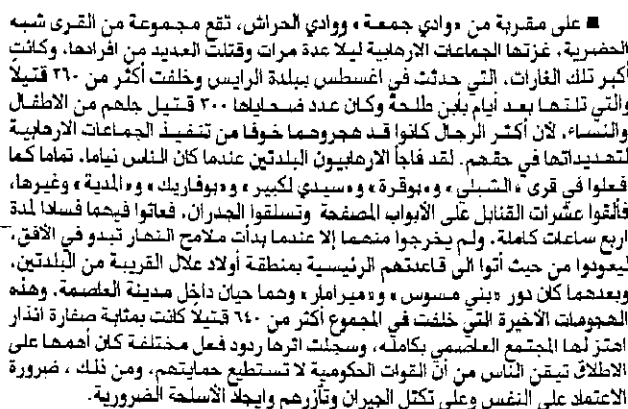 ■ على مقربة من «وادي جمعة» ووادي الحراش، تقع مجموعة من القرى شبه
الحضرية، غزتها الجماعات الارهابية ليلا عدة مرات وقتلت العديد من افرادها، وكانت
أكبر تلك الغارات، التي حدثت في اغسطس ببلدة الرايس وخلفت أكثر من ٣٦٠ قتيلاً
والتي تلتها بعد أيام بابن طلحة وكان عدد ضحاياها ٣٠٠ قتيل جلهم من الاطفال
والنساء، لأن أكثر الرجال كانوا قد هجروهما خوفا من تنفيذ الجماعات الارهابية
لتهديداتها في حقهم. لقد فاجأ الارهابيون البلدتين عندما كان الناس نياما، تماما كما
فعلوا في قرى «الشبلي» و«بوقرة» و«سيدي لكبير» و«بوفاريك» و«المدية» وغيرها،
فألقوا عشرات القنابل على الأبواب المصفحة وتسلقوا الجدران، فعاثوا فيهما فسادا لمدة
اربع ساعات كاملة، ولم يخرجوا منهما إلا عندما بدأت ملامح النهار تبدو في الأفق،
ليعودوا من حيث أتوا الى قاعدتهم الرئيسية بمنطقة أولاد علال القريبة من البلدتين،
وبعدهما كان دور «بني مسوس» و«ميرامار» وهما حيان داخل مدينة العاصمة. وهذه
الهجومات الأخيرة التي خلفت في المجموع أكثر من ٦٤٠ قتيلا كانت بمثابة صفارة انذار
اهتز لها المجتمع العاصمي بكامله، وسجلت اثرها ردود فعل مختلفة كان أهمها على
الاطلاق تيقن الناس من أن القوات الحكومية لا تستطيع حمايتهم، ومن ذلك، ضرورة
الاعتماد على النفس وعلى تكتل الجيران وتآزرهم وايجاد الأسلحة الضرورية.